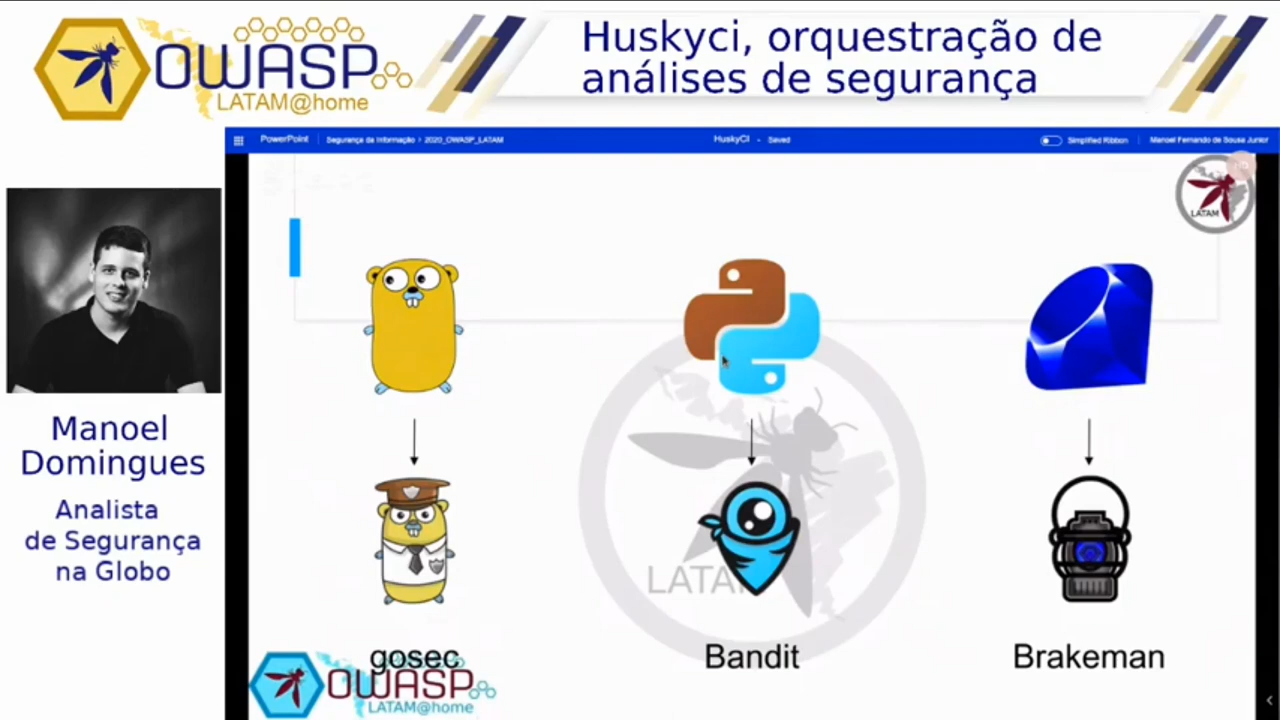 OWASP
LATAM@home
Huskyci, orquestração de
análises de segurança
PowerPoint
Segurança da Informação > 2020_OWASP_LATAM
HuskyCI - Saved
Simplified Ribbon
Manoel Fernando de Sousa Junior
LATAM
Manoel
Domingues
Analista
de Segurança
na Globo
LATAM
gosec
Bandit
Brakeman
OWASP
LATAM@home